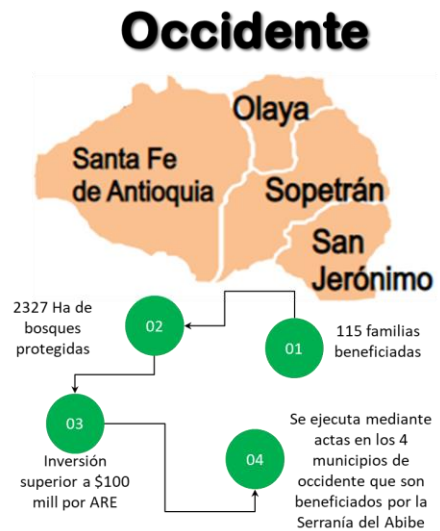 Occidente
Olaya
Santa Fe
de Antioquia
Sopetrán
San
Jerónimo
01
115 familias
beneficiadas
02
2327 Ha de
bosques
protegidas
03
Inversión
superior a $100
mill por ARE
04
Se ejecuta mediante
actas en los 4
municipios de
occidente que son
beneficiados por la
Serranía del Abibe